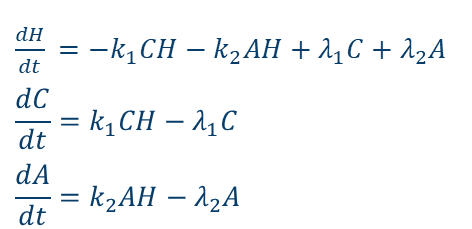 dH/dt = −k₁CH − k₂AH + λ₁C + λ₂A
dC/dt = k₁CH − λ₁C
dA/dt = k₂AH − λ₂A